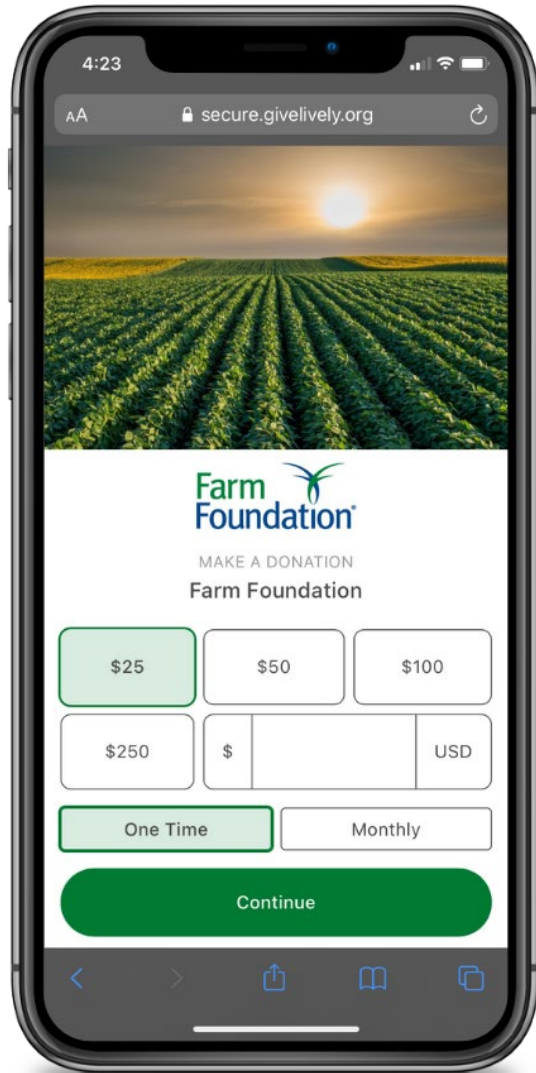 4:23
AA secure.givelively.org
Farm
Foundation®
MAKE A DONATION
Farm Foundation
$25 $50 $100
$250 $ USD
One Time Monthly
Continue